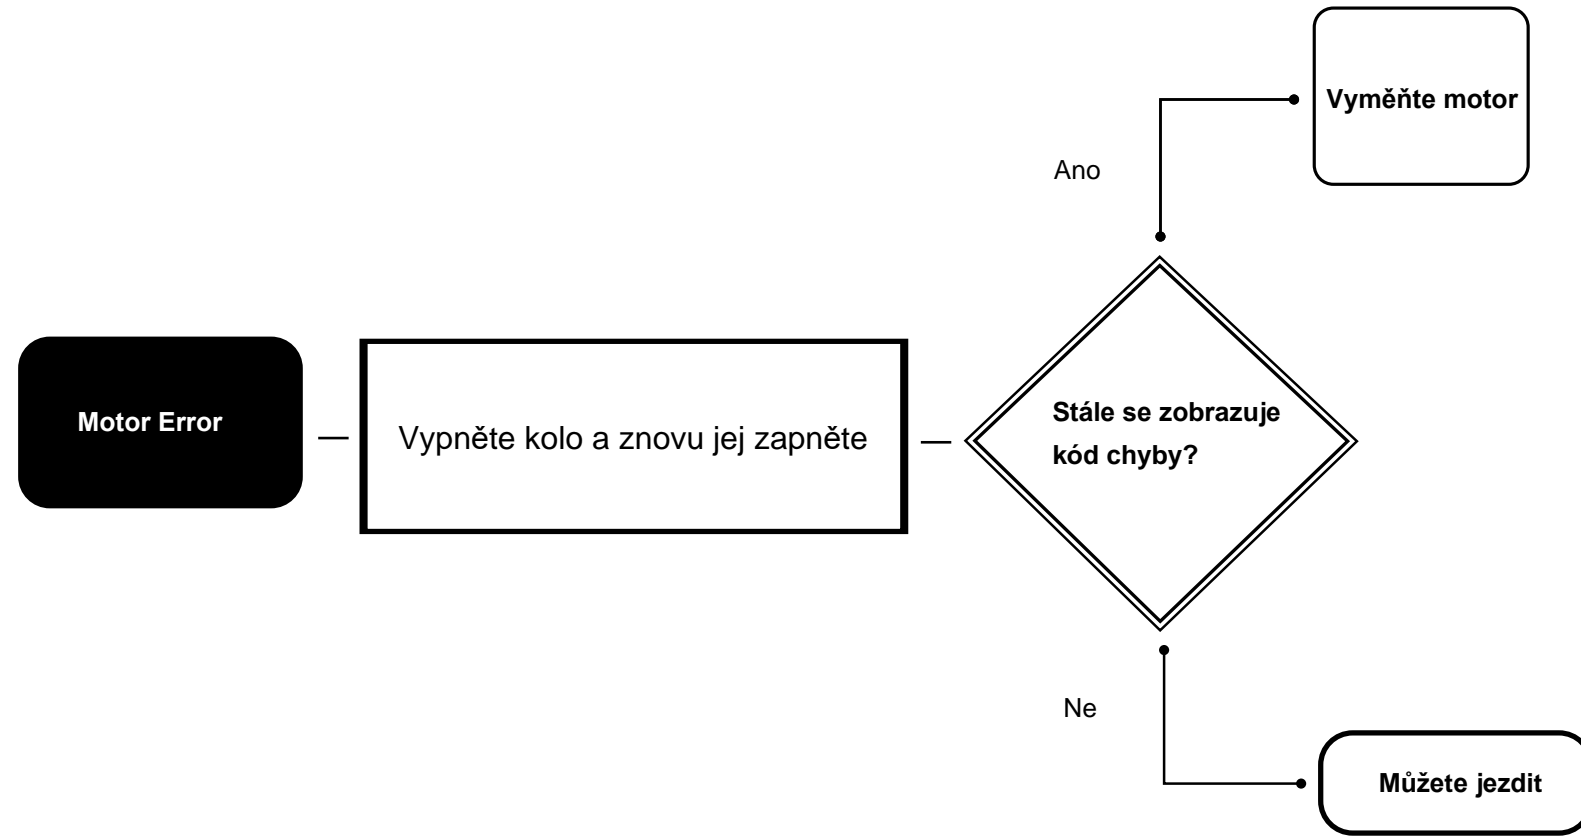 Vyměňte motor
Ano
Motor Error
Vypněte kolo a znovu jej zapněte
Stále se zobrazuje
kód chyby?
Ne
Můžete jezdit